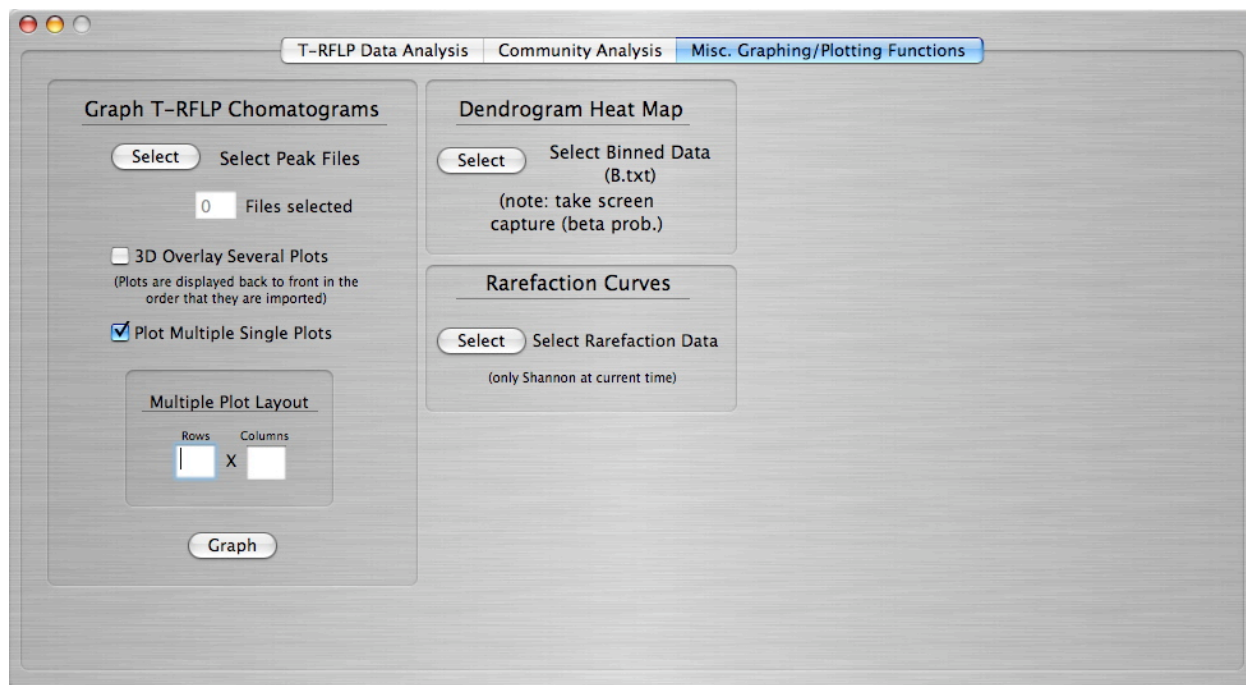 T-RFLP Data Analysis
Community Analysis
Misc. Graphing/Plotting Functions
Graph T-RFLP Chomatograms
Select
Select Peak Files
0
Files selected
3D Overlay Several Plots
(Plots are displayed back to front in the
order that they are imported)
Plot Multiple Single Plots
Multiple Plot Layout
Rows
Columns
X
Graph
Dendrogram Heat Map
Select
Select Binned Data
(B.txt)
(note: take screen
capture (beta prob.)
Rarefaction Curves
Select
Select Rarefaction Data
(only Shannon at current time)